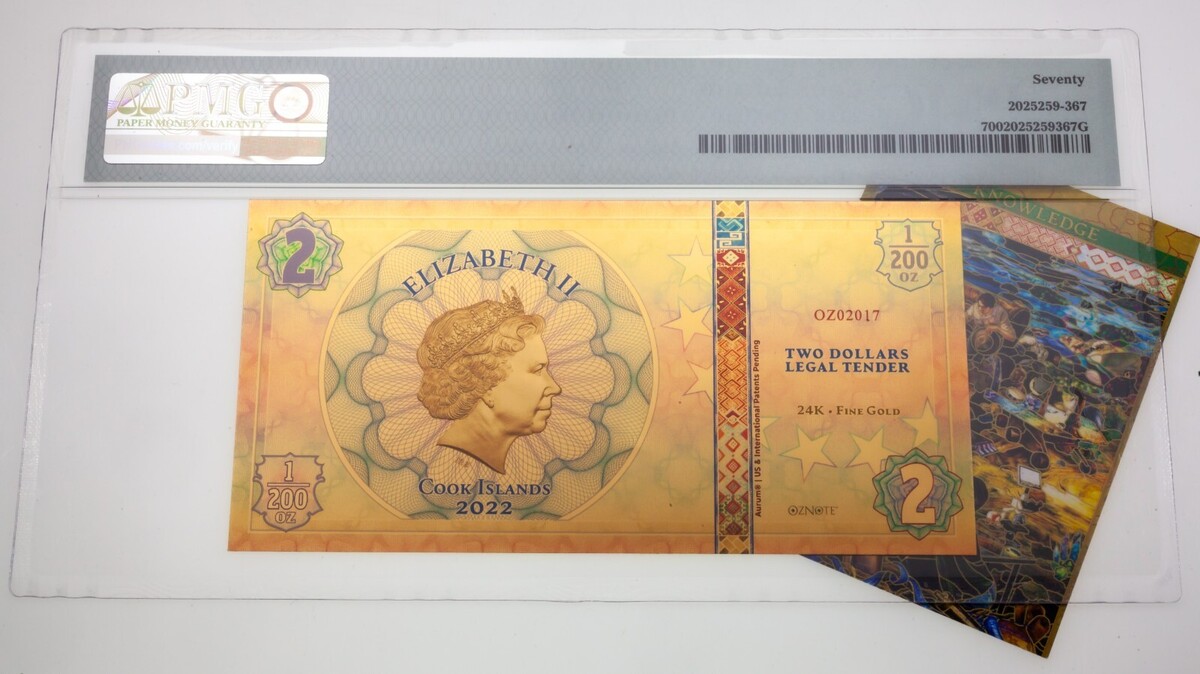 PMG
PAPER MONEY GUARANTY
Seventy
2025259-367
7002025259367G
KNOWLEDGE
2
ELIZABETH II
1
200
OZ
OZ02017
TWO DOLLARS
LEGAL TENDER
24K • FINE GOLD
Aurum® | US & International Patents Pending
COOK ISLANDS
2022
1
200
OZ
OZNOTE
2